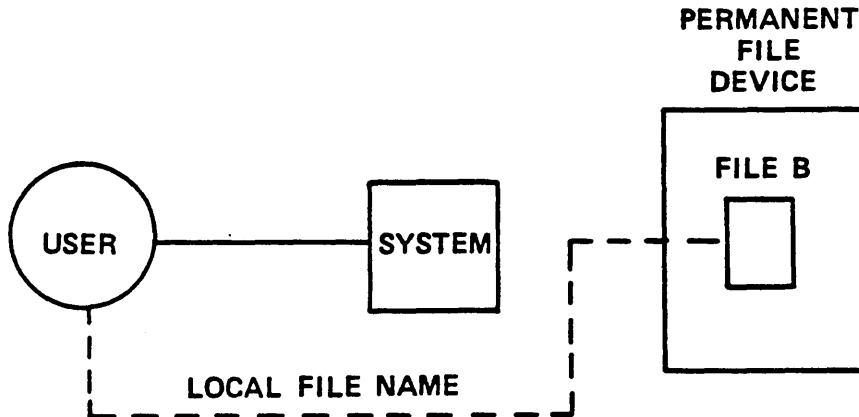 PERMANENT
FILE
DEVICE
FILE B
USER
SYSTEM
LOCAL FILE NAME